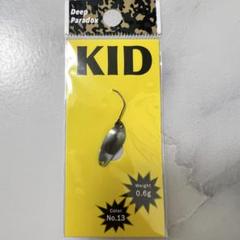 Deep
Paradox
KID
Weight
0.6g
Color
No.13